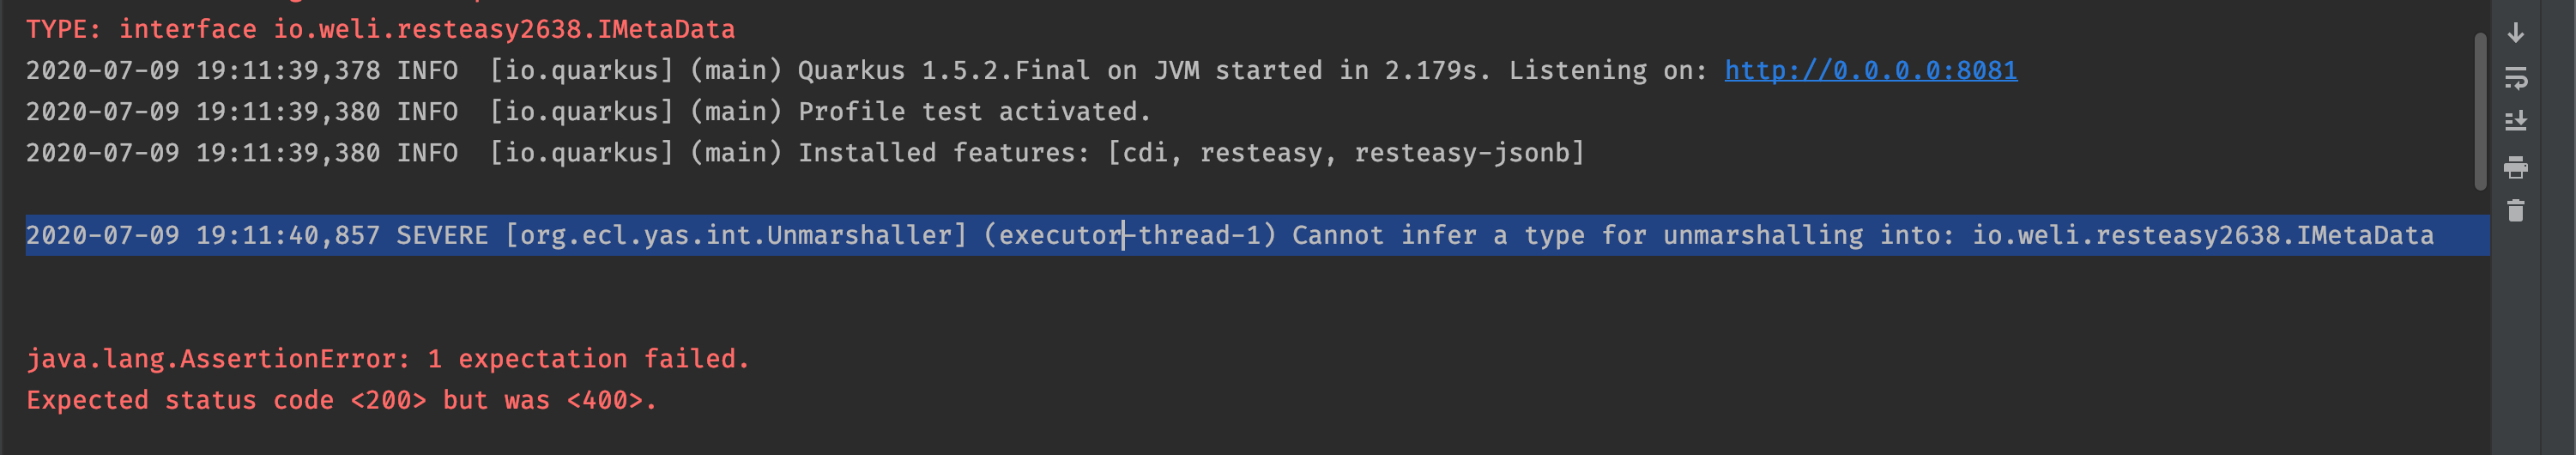 TYPE: interface io.weli.resteasy2638.IMetaData
2020-07-09 19:11:39,378 INFO  [io.quarkus] (main) Quarkus 1.5.2.Final on JVM started in 2.179s. Listening on: http://0.0.0.0:8081
2020-07-09 19:11:39,380 INFO  [io.quarkus] (main) Profile test activated.
2020-07-09 19:11:39,380 INFO  [io.quarkus] (main) Installed features: [cdi, resteasy, resteasy-jsonb]
2020-07-09 19:11:40,857 SEVERE [org.ecl.yas.int.Unmarshaller] (executor-thread-1) Cannot infer a type for unmarshalling into: io.weli.resteasy2638.IMetaData
java.lang.AssertionError: 1 expectation failed.
Expected status code <200> but was <400>.